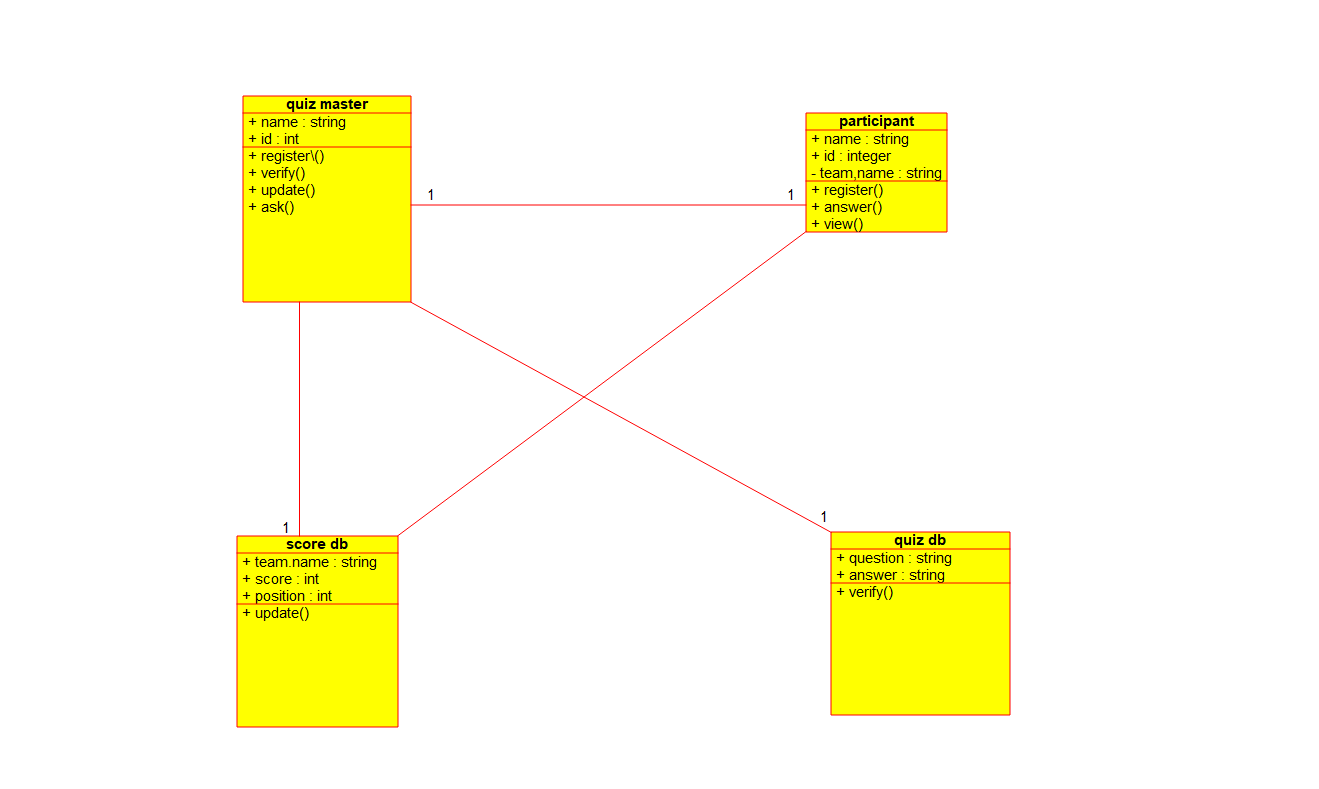 quiz master
+ name : string
+ id : int
+ register\()
+ verify()
+ update()
+ ask()
1
1
participant
+ name : string
+ id : integer
- team,name : string
+ register()
+ answer()
+ view()
1
score db
+ team.name : string
+ score : int
+ position : int
+ update()
1
quiz db
+ question : string
+ answer : string
+ verify()